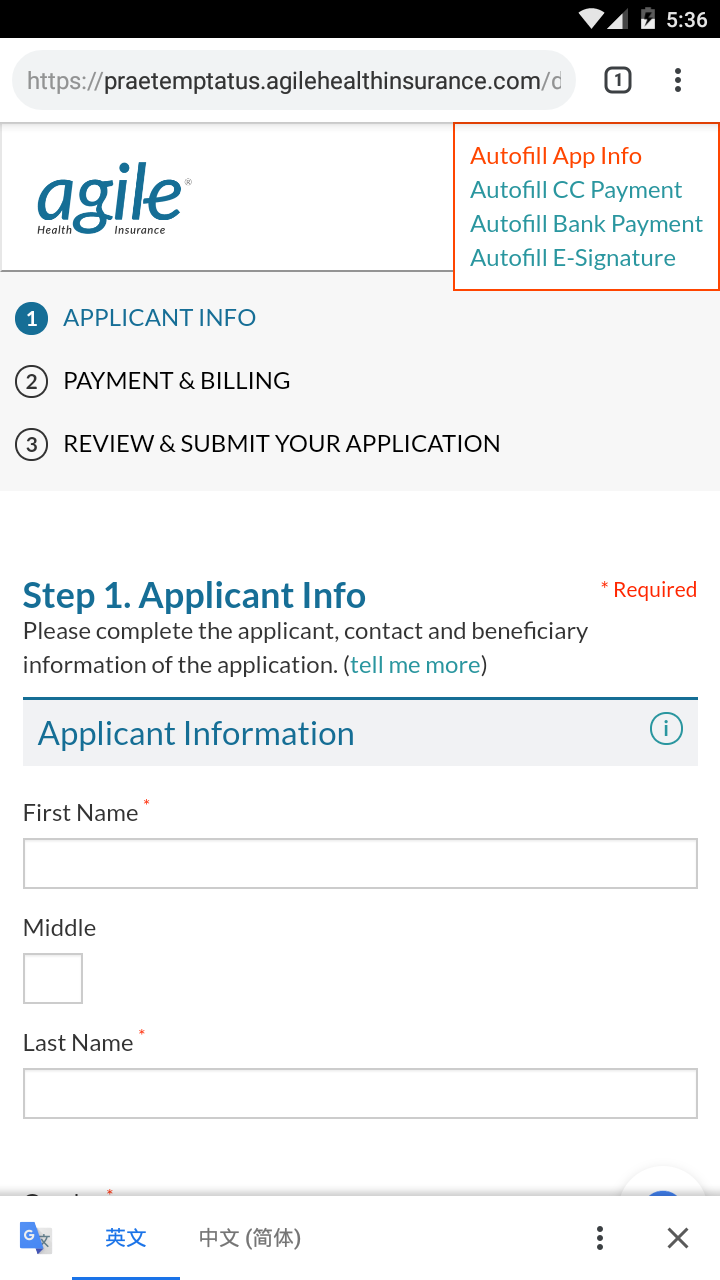 5:36
https://praetemptatus.agilehealthinsurance.com/d
1
agile®
Health Insurance
Autofill App Info
Autofill CC Payment
Autofill Bank Payment
Autofill E-Signature
1 APPLICANT INFO
2 PAYMENT & BILLING
3 REVIEW & SUBMIT YOUR APPLICATION
Step 1. Applicant Info
* Required
Please complete the applicant, contact and beneficiary
information of the application. (tell me more)
Applicant Information
i
First Name *
Middle
Last Name *
*
G 文 英文 中文 (简体)